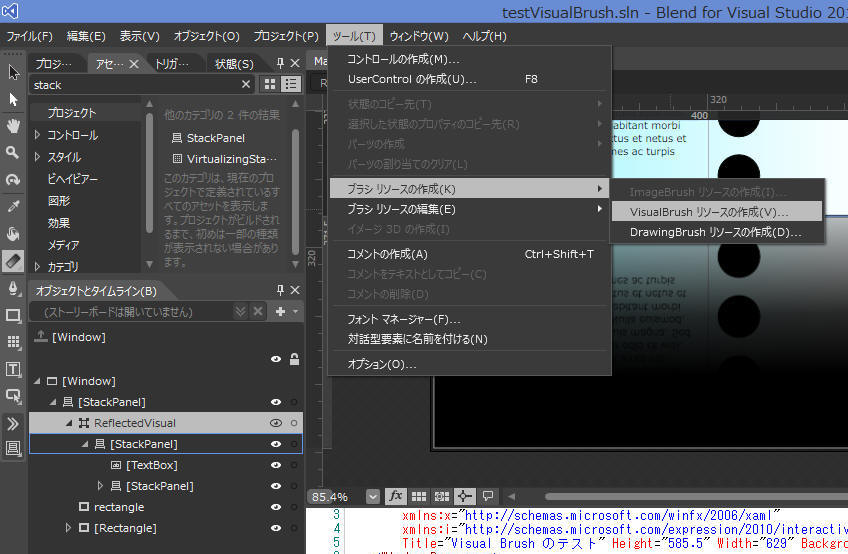 testVisualBrush.sln - Blend for Visual Studio 201
ファイル(F) 編集(E) 表示(V) オブジェクト(O) プロジェクト(P) ツール(T) ウィンドウ(W) ヘルプ(H)
プロジ… アセ… トリガ… 状態(S)
stack
プロジェクト
コントロール
スタイル
ビヘイビアー
図形
効果
メディア
カテゴリ
他のカテゴリの 2 件の結果
StackPanel
VirtualizingSta…
このカテゴリは、現在のプ
ロジェクトで定義されているす
べてのアセットを表示しま
す。プロジェクトがビルドされ
るまで、初めは一部の種類
が表示されない場合があり
ます。
オブジェクトとタイムライン(B)
(ストーリーボードは開いていません)
[Window]
[Window]
[StackPanel]
ReflectedVisual
[StackPanel]
[TextBox]
[StackPanel]
rectangle
[Rectangle]
コントロールの作成(M)...
UserControl の作成(U)... F8
状態のコピー先(T)
選択した状態のプロパティのコピー先(R)
パーツの作成
パーツの割り当てのクリア(L)
ブラシ リソースの作成(K)
ブラシ リソースの編集(E)
イメージ 3D の作成(I)
コメントの作成(A) Ctrl+Shift+T
コメントをテキストとしてコピー(C)
コメントの削除(D)
フォント マネージャー(F)...
対話型要素に名前を付ける(N)
オプション(O)...
ImageBrush リソースの作成(I)...
VisualBrush リソースの作成(V)...
DrawingBrush リソースの作成(D)...
Ma
320
400
abitant morbi
tus et netus et
mes ac turpis
320
mes ac turpis
tus et netus et
abitant morbi
85.4%
3 xmlns:x="http://schemas.microsoft.com/winfx/2006/xaml"
4 xmlns:i="http://schemas.microsoft.com/expression/2010/interactiv
5 Title="Visual Brush のテスト" Height="585.5" Width="629" Backgro